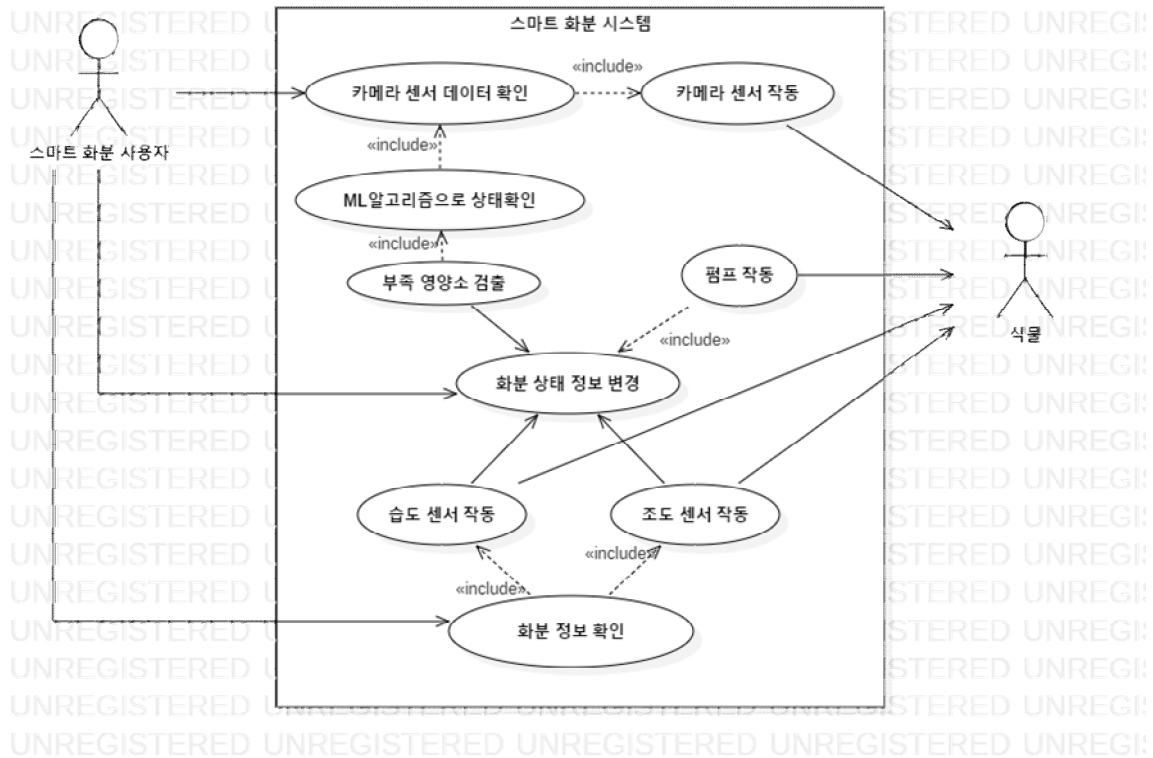 스마트 화분 시스템
«include»
카메라 센서 데이터 확인
카메라 센서 작동
«include»
스마트 화분 사용자
ML알고리즘으로 상태확인
«include»
부족 영양소 검출
펌프 작동
식물
«include»
화분 상태 정보 변경
습도 센서 작동
조도 센서 작동
«include»
«include»
화분 정보 확인
UNREGISTERED UNREGISTERED UNREGISTERED UNREGISTERED UNREGIS